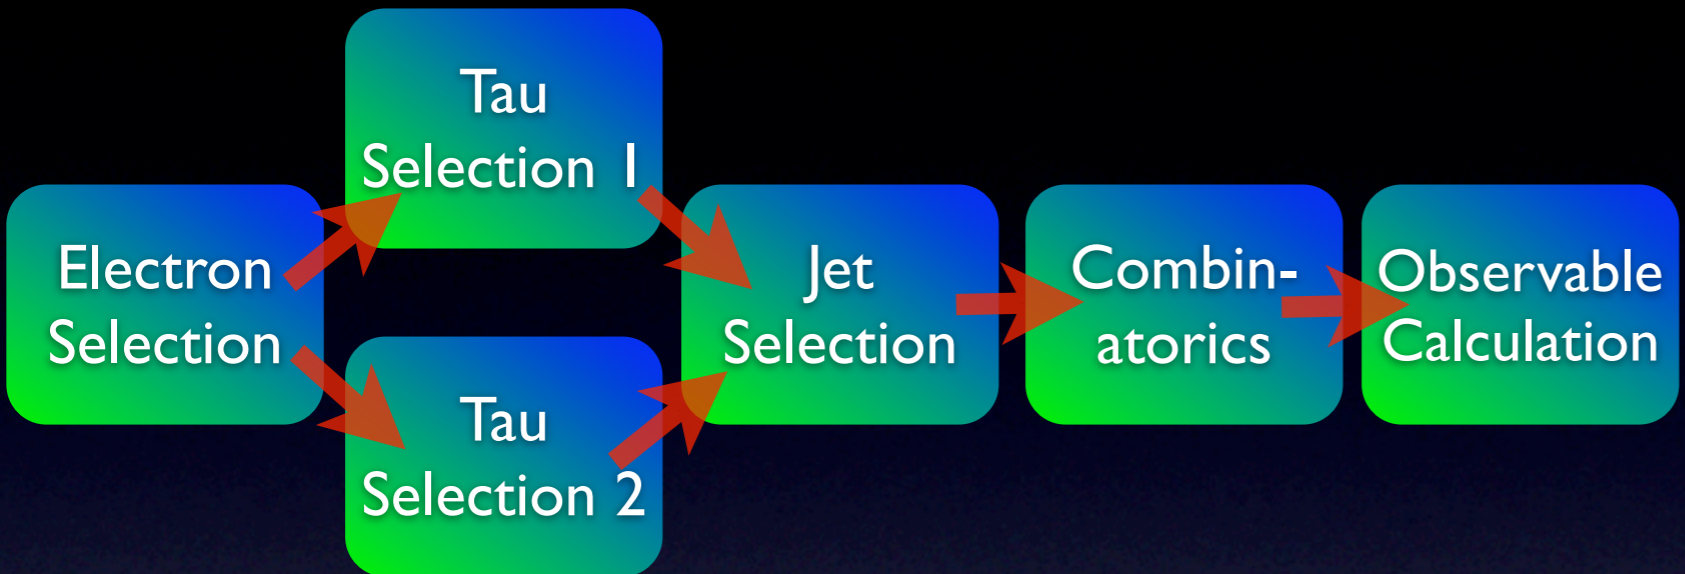 Tau
Selection 1
Electron
Selection
Tau
Selection 2
Jet
Selection
Combin-
atorics
Observable
Calculation